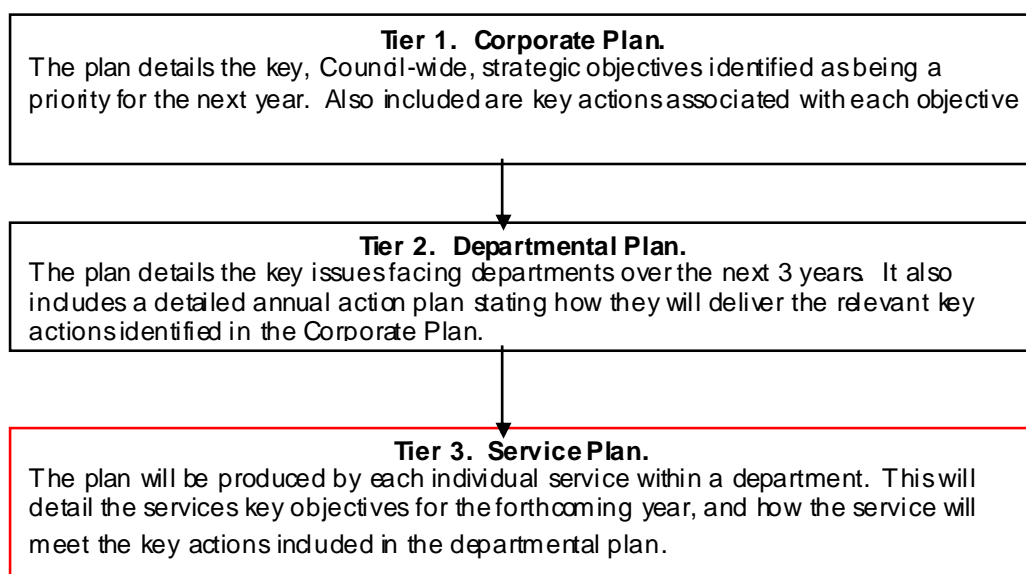 Tier 1. Corporate Plan.
The plan details the key, Council-wide, strategic objectives identified as being a
priority for the next year. Also included are key actions associated with each objective
Tier 2. Departmental Plan.
The plan details the key issues facing departments over the next 3 years. It also
includes a detailed annual action plan stating how they will deliver the relevant key
actions identified in the Corporate Plan.
Tier 3. Service Plan.
The plan will be produced by each individual service within a department. This will
detail the services key objectives for the forthcoming year, and how the service will
meet the key actions included in the departmental plan.